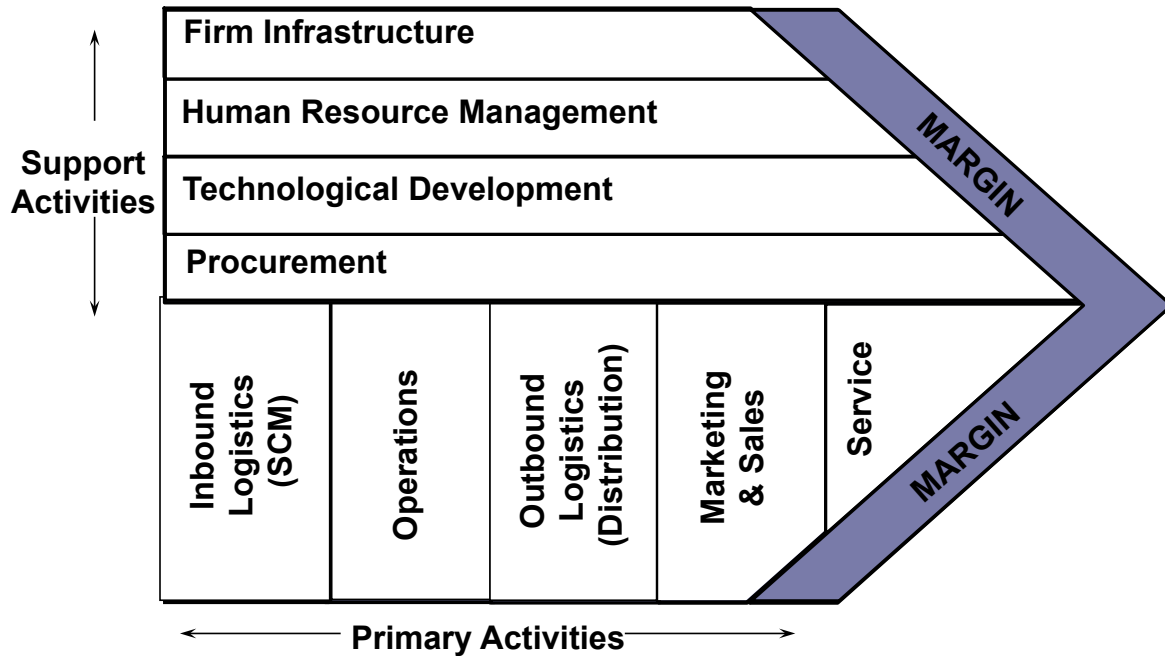 Firm Infrastructure
Human Resource Management
Technological Development
Procurement
Support
Activities
MARGIN
Inbound
Logistics
(SCM)
Operations
Outbound
Logistics
(Distribution)
Marketing
& Sales
Service
MARGIN
Primary Activities